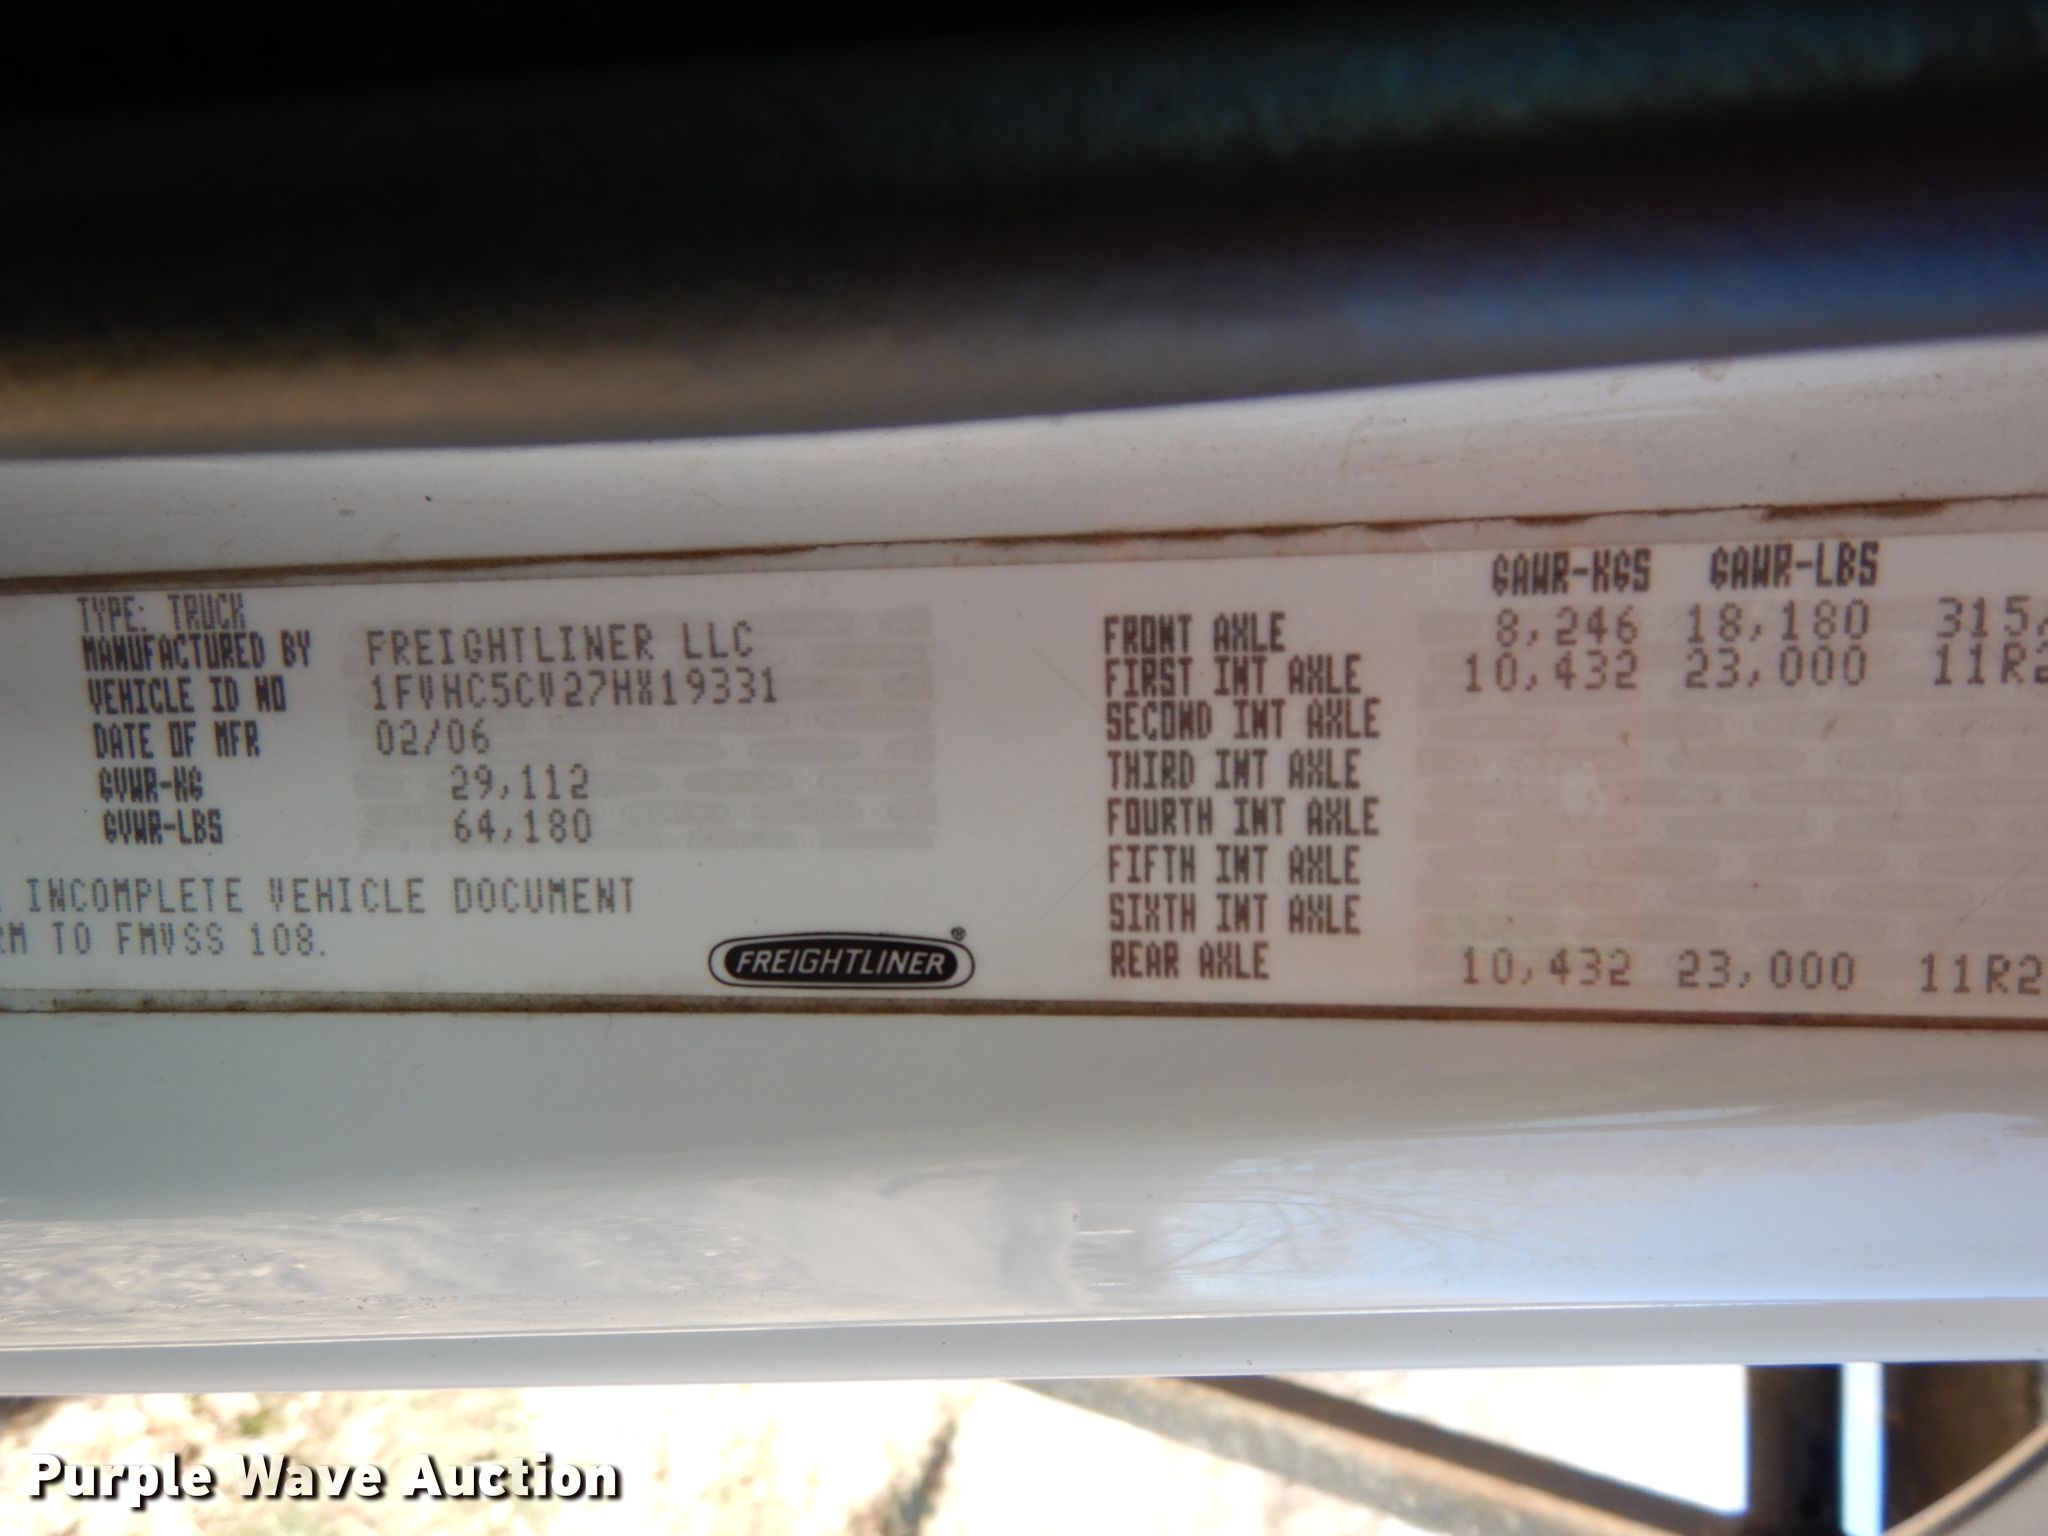 TYPE: TRUCK
MANUFACTURED BY FREIGHTLINER LLC
VEHICLE ID NO 1FVHC5CV27HX19331
DATE OF MFR 02/06
GVWR-KG 29,112
GVWR-LBS 64,180
INCOMPLETE VEHICLE DOCUMENT
TO FMVSS 108.
FREIGHTLINER®
GAWR-KGS GAWR-LBS
FRONT AXLE 8,246 18,180 315/
FIRST INT AXLE 10,432 23,000 11R2
SECOND INT AXLE
THIRD INT AXLE
FOURTH INT AXLE
FIFTH INT AXLE
SIXTH INT AXLE
REAR AXLE 10,432 23,000 11R2
Purple Wave Auction